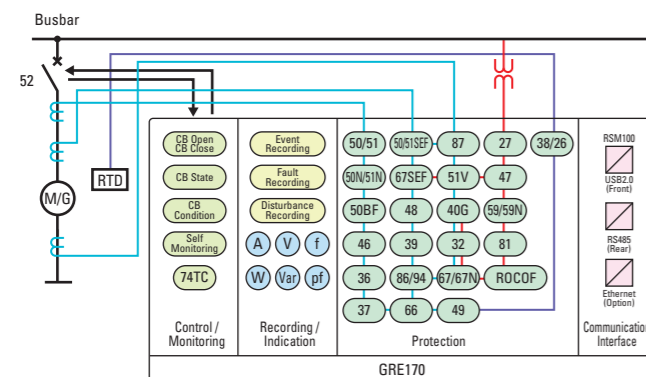 Busbar
52
RTD
M/G
CB Open
CB Close
CB State
CB
Condition
Self
Monitoring
74TC
Control /
Monitoring
Event
Recording
Fault
Recording
Disturbance
Recording
A V f
W Var pf
Recording /
Indication
50/51 50/51SEF 87 27 38/26
50N/51N 67SEF 51V 47
50BF 48 40G 59/59N
46 39 32 81
36 86/94 67/67N ROCOF
37 66 49
Protection
RSM100
USB2.0
(Front)
RS485
(Rear)
Ethernet
(Option)
Communication
Interface
GRE170